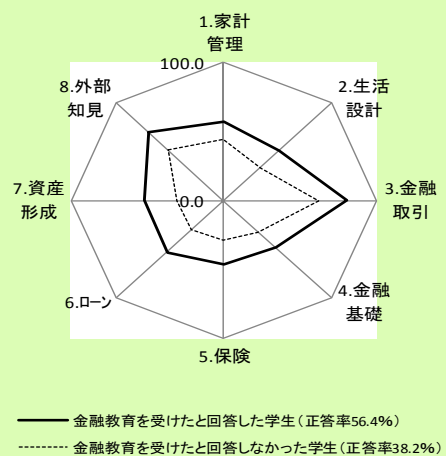 1.家計
管理
100.0
2.生活
設計
8.外部
知見
7.資産
形成
0.0
3.金融
取引
6.ローン
4.金融
基礎
5.保険
金融教育を受けたと回答した学生(正答率56.4%)
金融教育を受けたと回答しなかった学生(正答率38.2%)